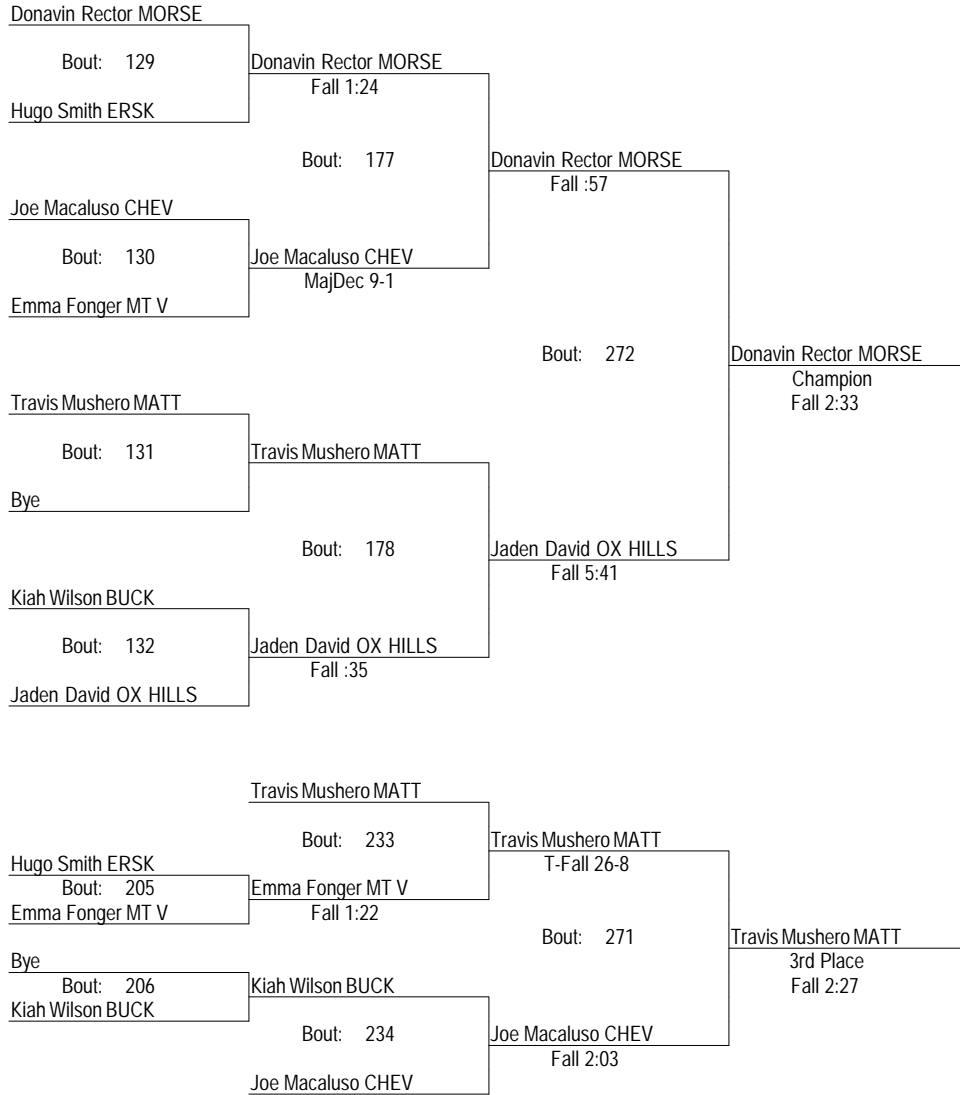 Donavin Rector MORSE
Bout: 129 Donavin Rector MORSE
Fall 1:24
Hugo Smith ERSK
Bout: 177 Donavin Rector MORSE
Fall :57
Joe Macaluso CHEV
Bout: 130 Joe Macaluso CHEV
MajDec 9-1
Emma Fonger MT V
Bout: 272 Donavin Rector MORSE
Champion
Fall 2:33
Travis Mushero MATT
Bout: 131 Travis Mushero MATT
Bye
Bout: 178 Jaden David OX HILLS
Fall 5:41
Kiah Wilson BUCK
Bout: 132 Jaden David OX HILLS
Fall :35
Jaden David OX HILLS
Travis Mushero MATT
Bout: 233 Travis Mushero MATT
T-Fall 26-8
Hugo Smith ERSK
Bout: 205 Emma Fonger MT V
Fall 1:22
Emma Fonger MT V
Bout: 271 Travis Mushero MATT
3rd Place
Fall 2:27
Bye
Bout: 206 Kiah Wilson BUCK
Kiah Wilson BUCK
Bout: 234 Joe Macaluso CHEV
Fall 2:03
Joe Macaluso CHEV